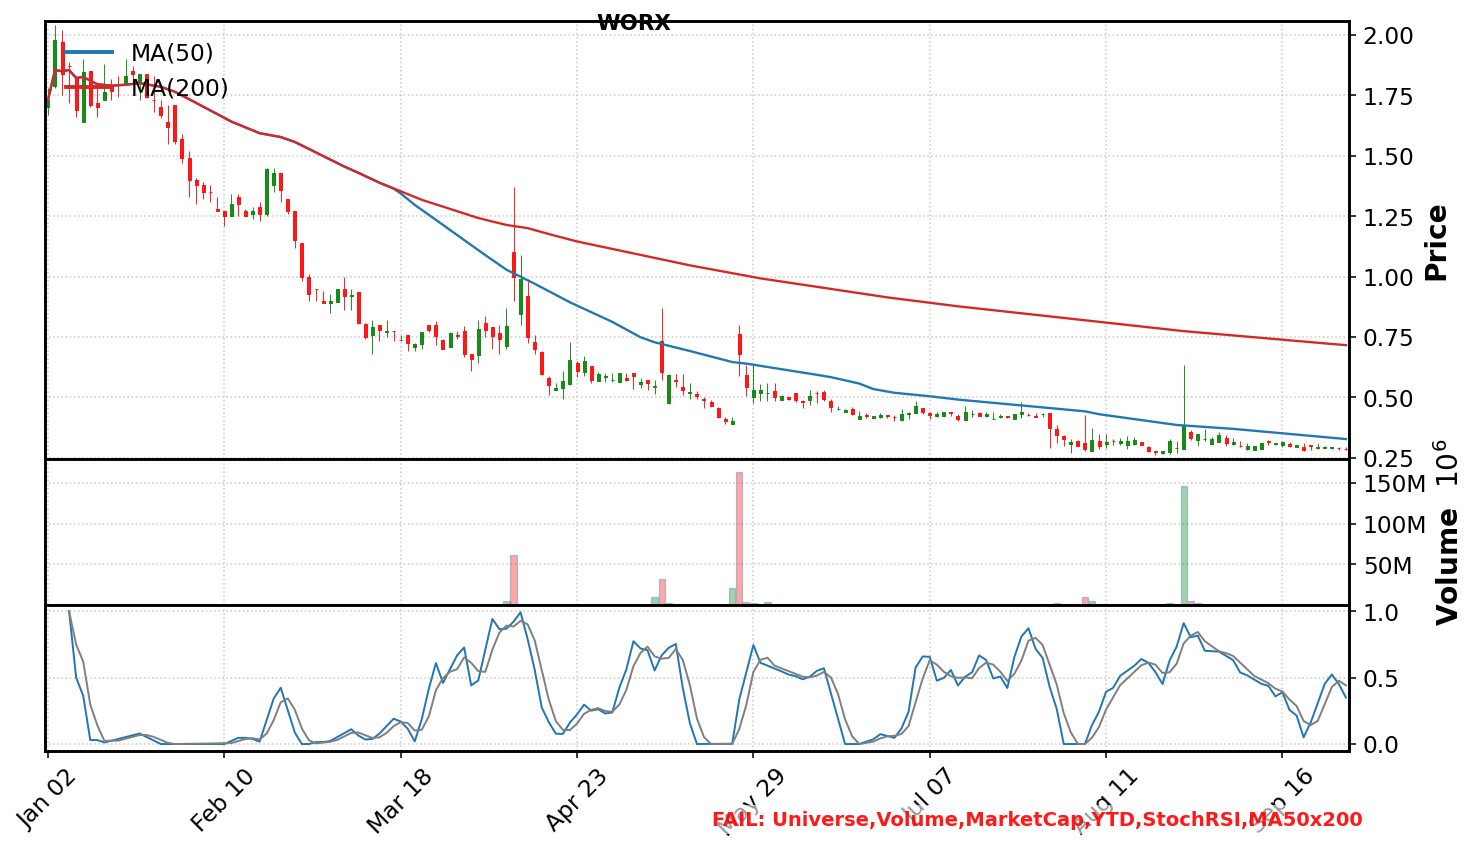 WORX
MA(50)
MA(200)
2.00
1.75
1.50
1.25
1.00
0.75
0.50
0.25
Price
150M
100M
50M
Volume 10^6
1.0
0.5
0.0
Jan 02
Feb 10
Mar 18
Apr 23
May 29
Jul 07
Aug 11
Sep 16
FAIL: Universe,Volume,MarketCap,YTD,StochRSI,MA50x200